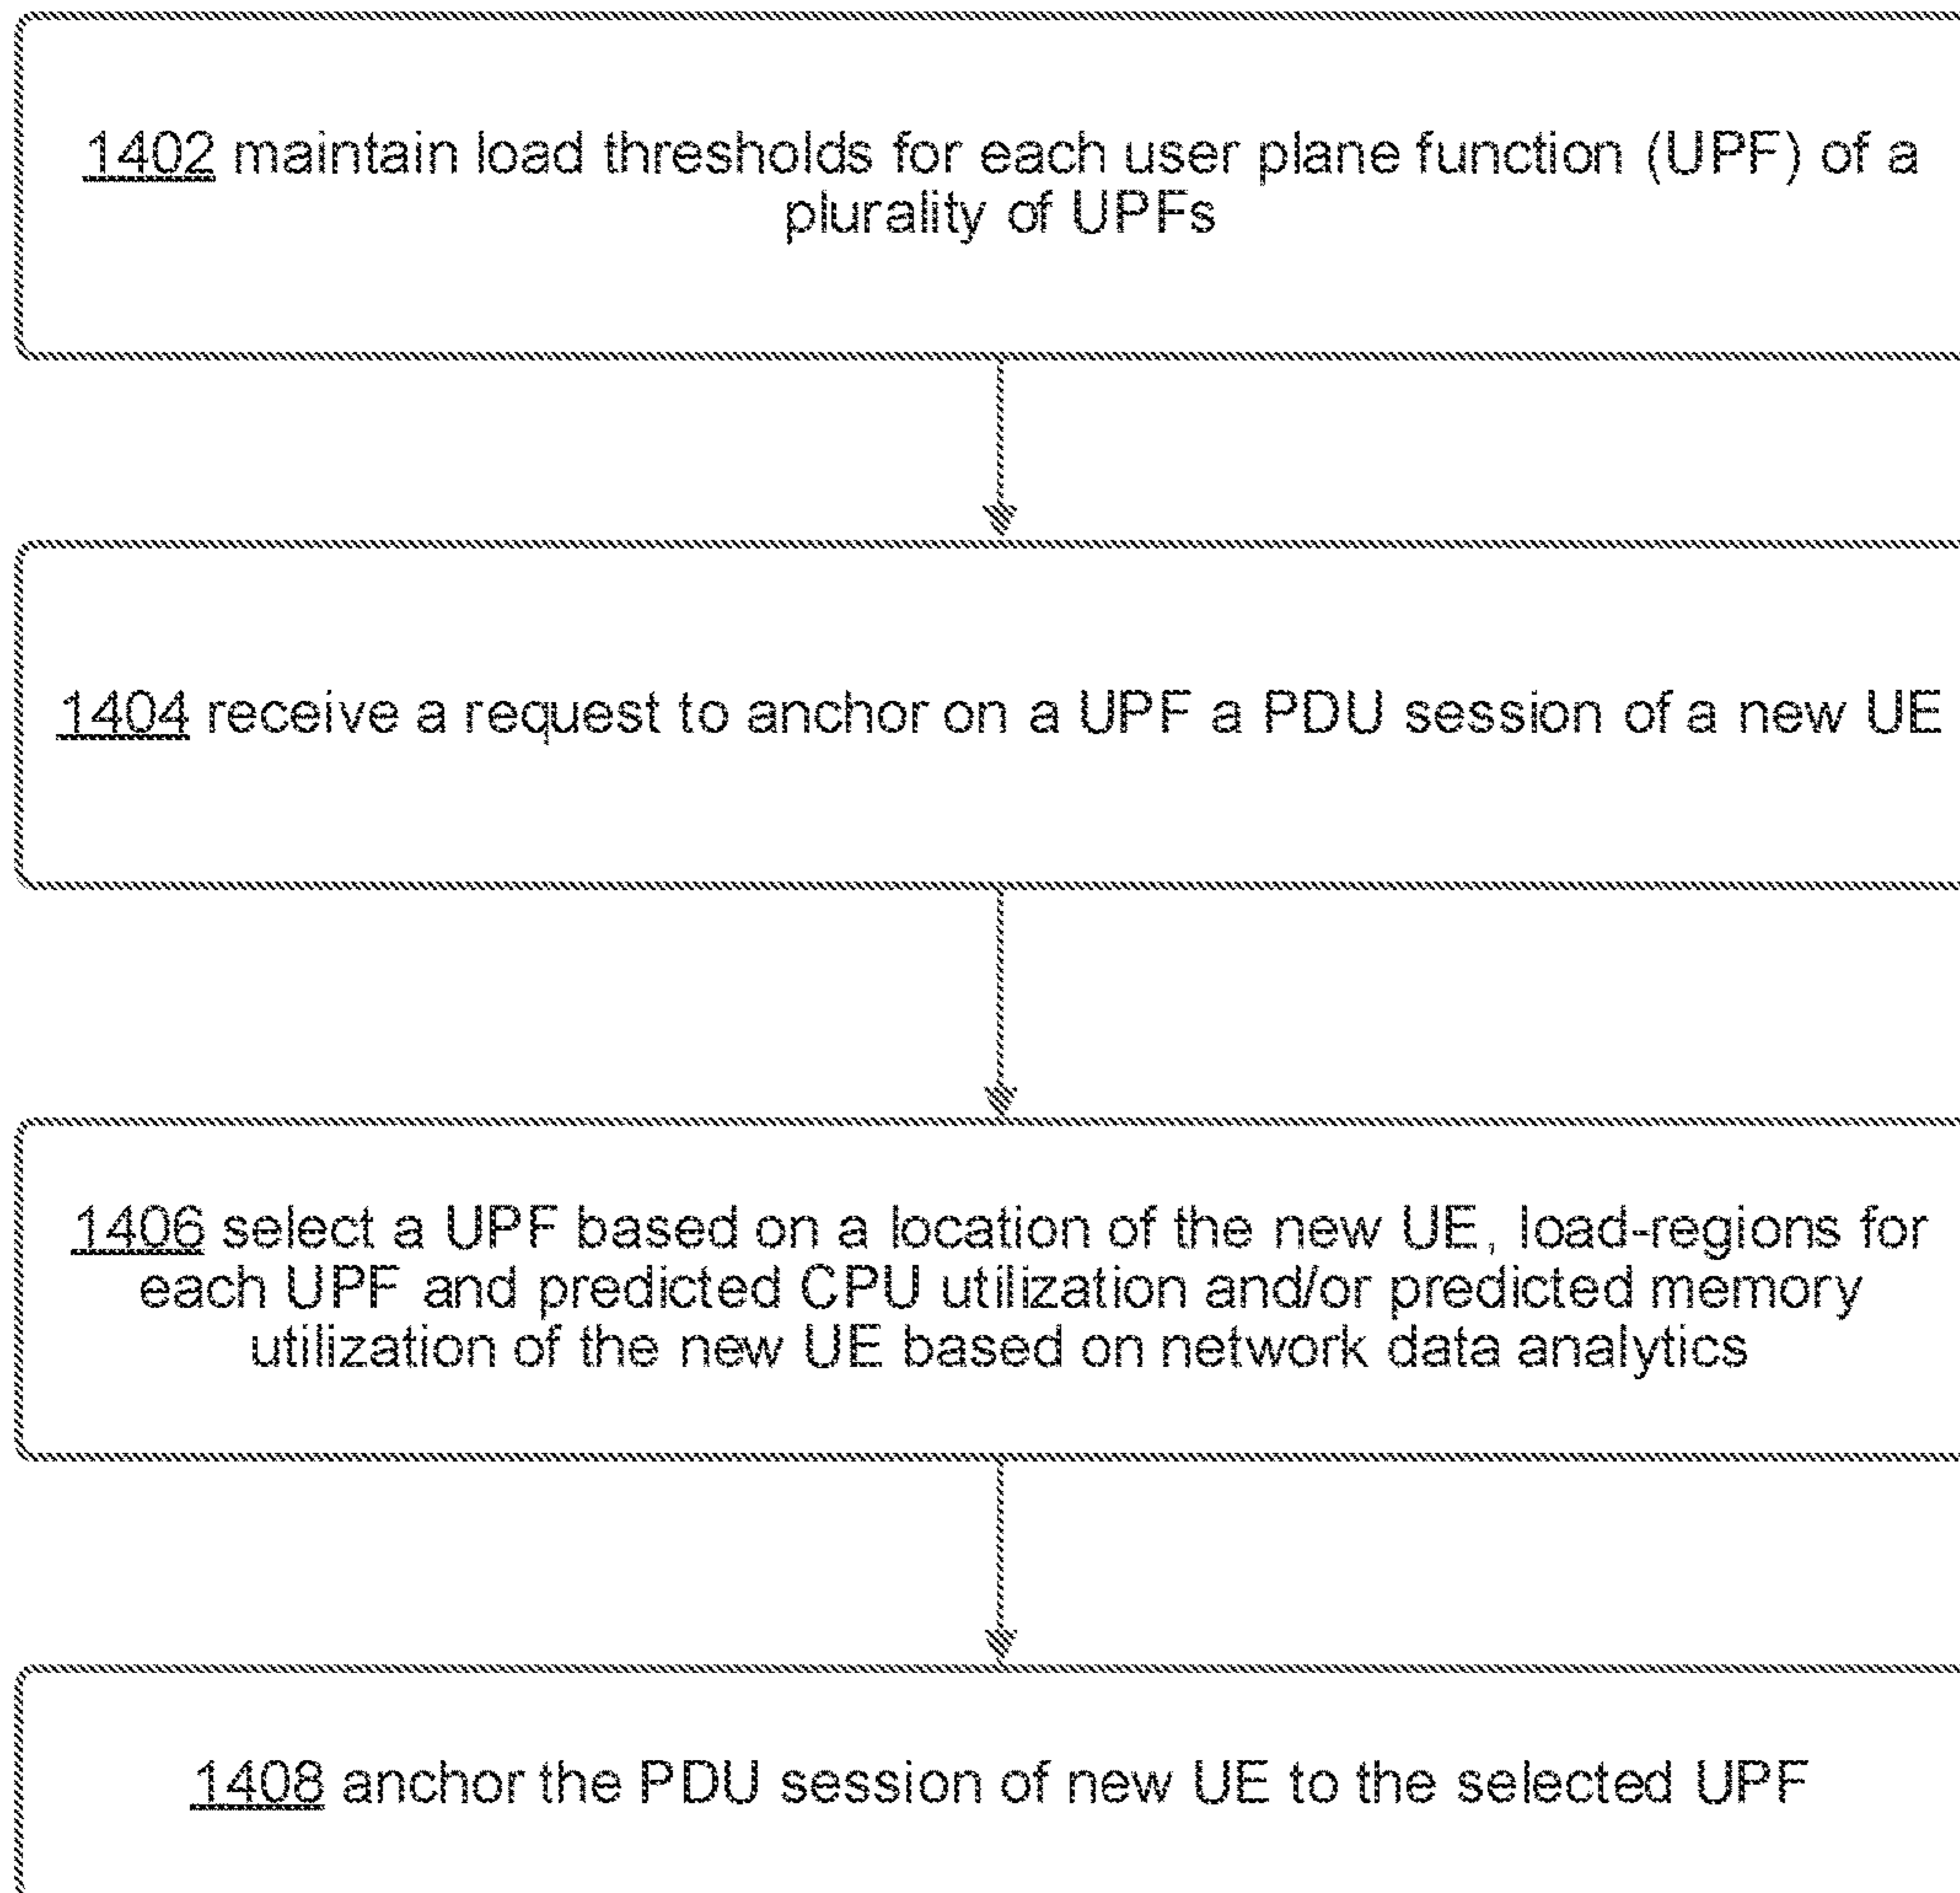 1402 maintain load thresholds for each user plane function (UPF) of a
plurality of UPFs
1404 receive a request to anchor on a UPF a PDU session of a new UE
1406 select a UPF based on a location of the new UE, load-regions for
each UPF and predicted CPU utilization and/or predicted memory
utilization of the new UE based on network data analytics
1408 anchor the PDU session of new UE to the selected UPF